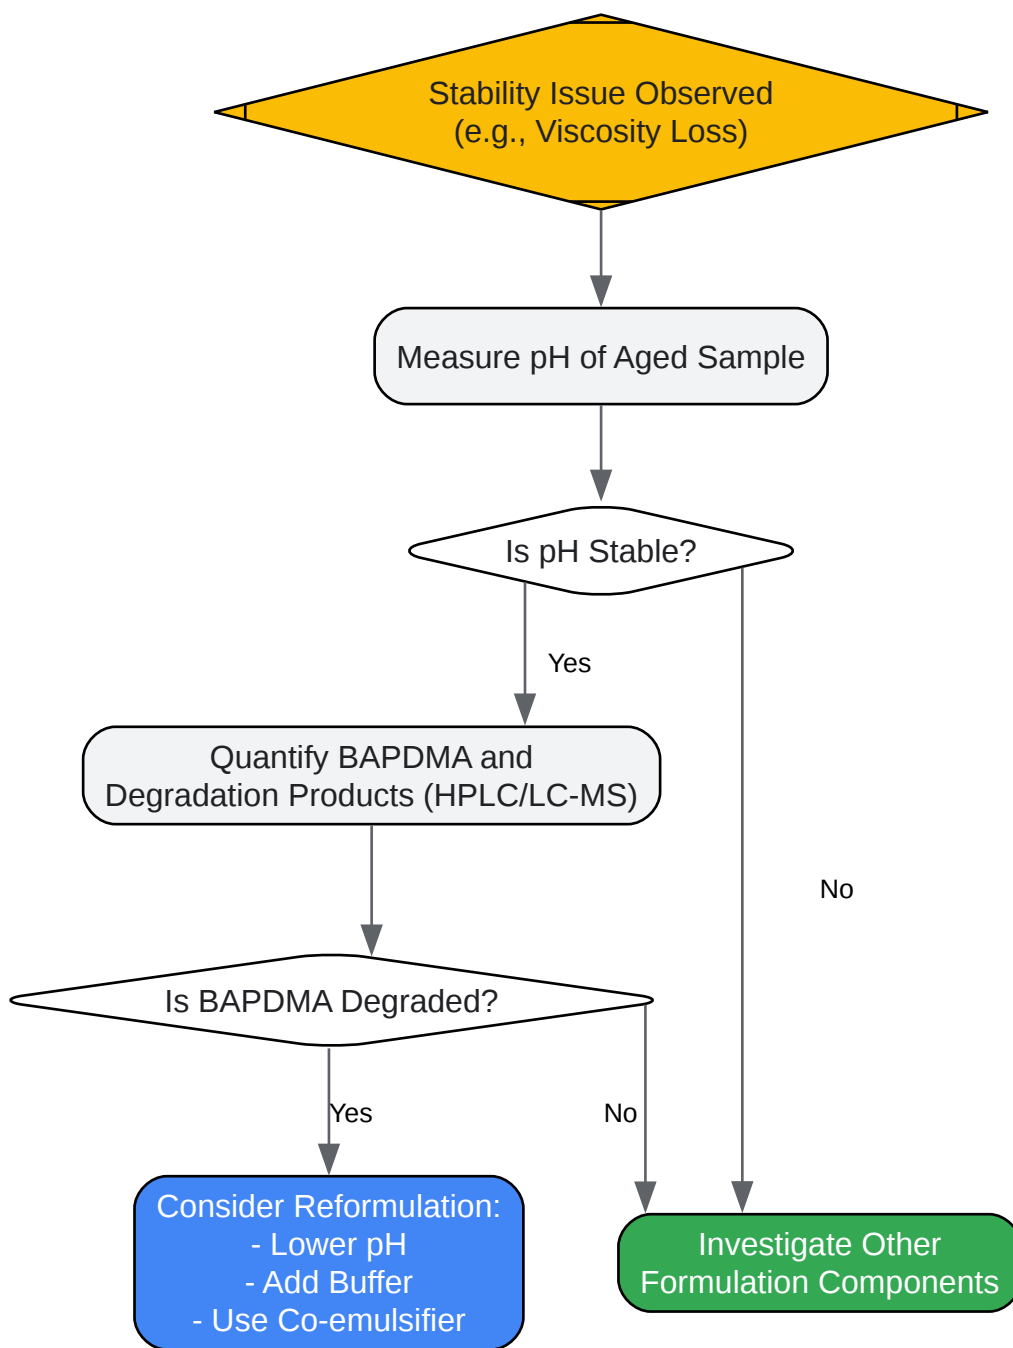 Stability Issue Observed
(e.g., Viscosity Loss)
Measure pH of Aged Sample
Is pH Stable?
Yes
Quantify BAPDMA and
Degradation Products (HPLC/LC-MS)
No
Is BAPDMA Degraded?
Yes
No
Consider Reformulation:
- Lower pH
- Add Buffer
- Use Co-emulsifier
Investigate Other
Formulation Components